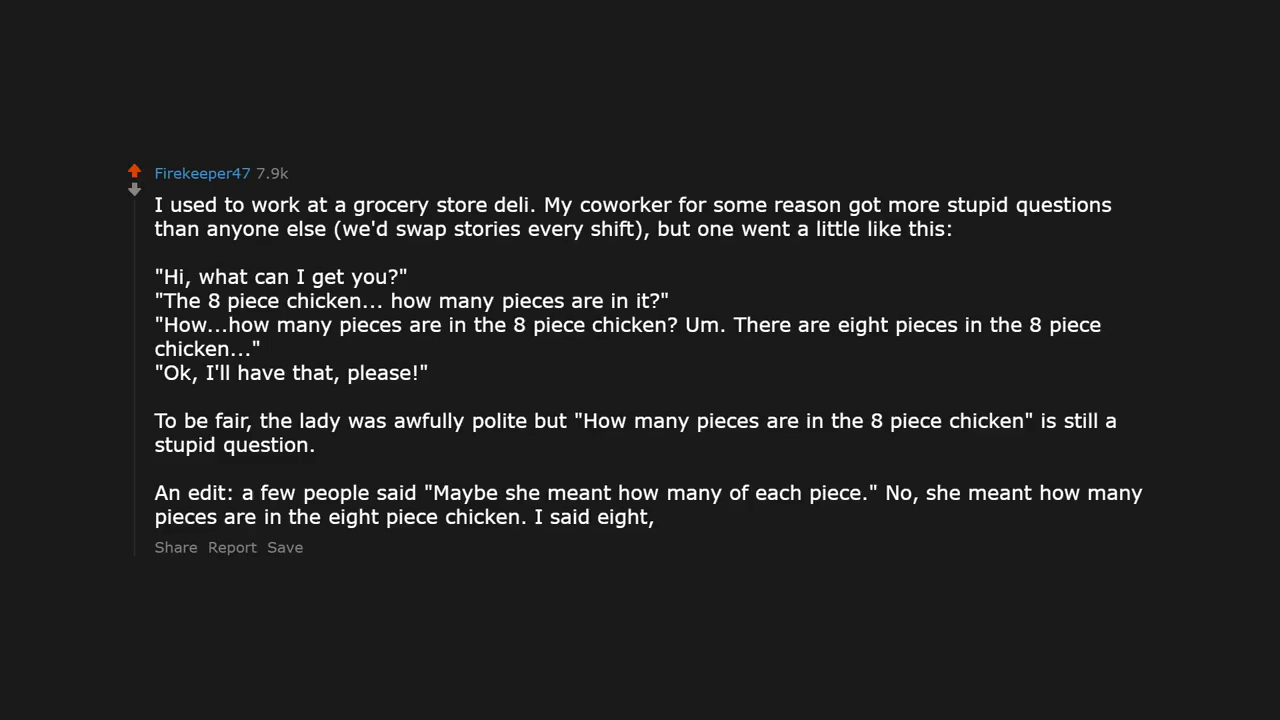 Firekeeper47 7.9k
I used to work at a grocery store deli. My coworker for some reason got more stupid questions
than anyone else (we'd swap stories every shift), but one went a little like this:
"Hi, what can I get you?"
"The 8 piece chicken... how many pieces are in it?"
"How...how many pieces are in the 8 piece chicken? Um. There are eight pieces in the 8 piece
chicken..."
"Ok, I'll have that, please!"
To be fair, the lady was awfully polite but "How many pieces are in the 8 piece chicken" is still a
stupid question.
An edit: a few people said "Maybe she meant how many of each piece." No, she meant how many
pieces are in the eight piece chicken. I said eight,
Share Report Save